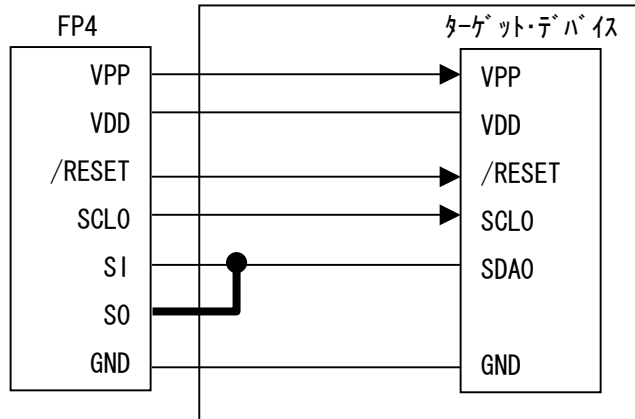 FP4
ﾀｰｹﾞｯﾄ･ﾃﾞﾊﾞｲｽ
VPP
VDD
/RESET
SCL0
SI
SO
GND
VPP
VDD
/RESET
SCL0
SDA0
GND